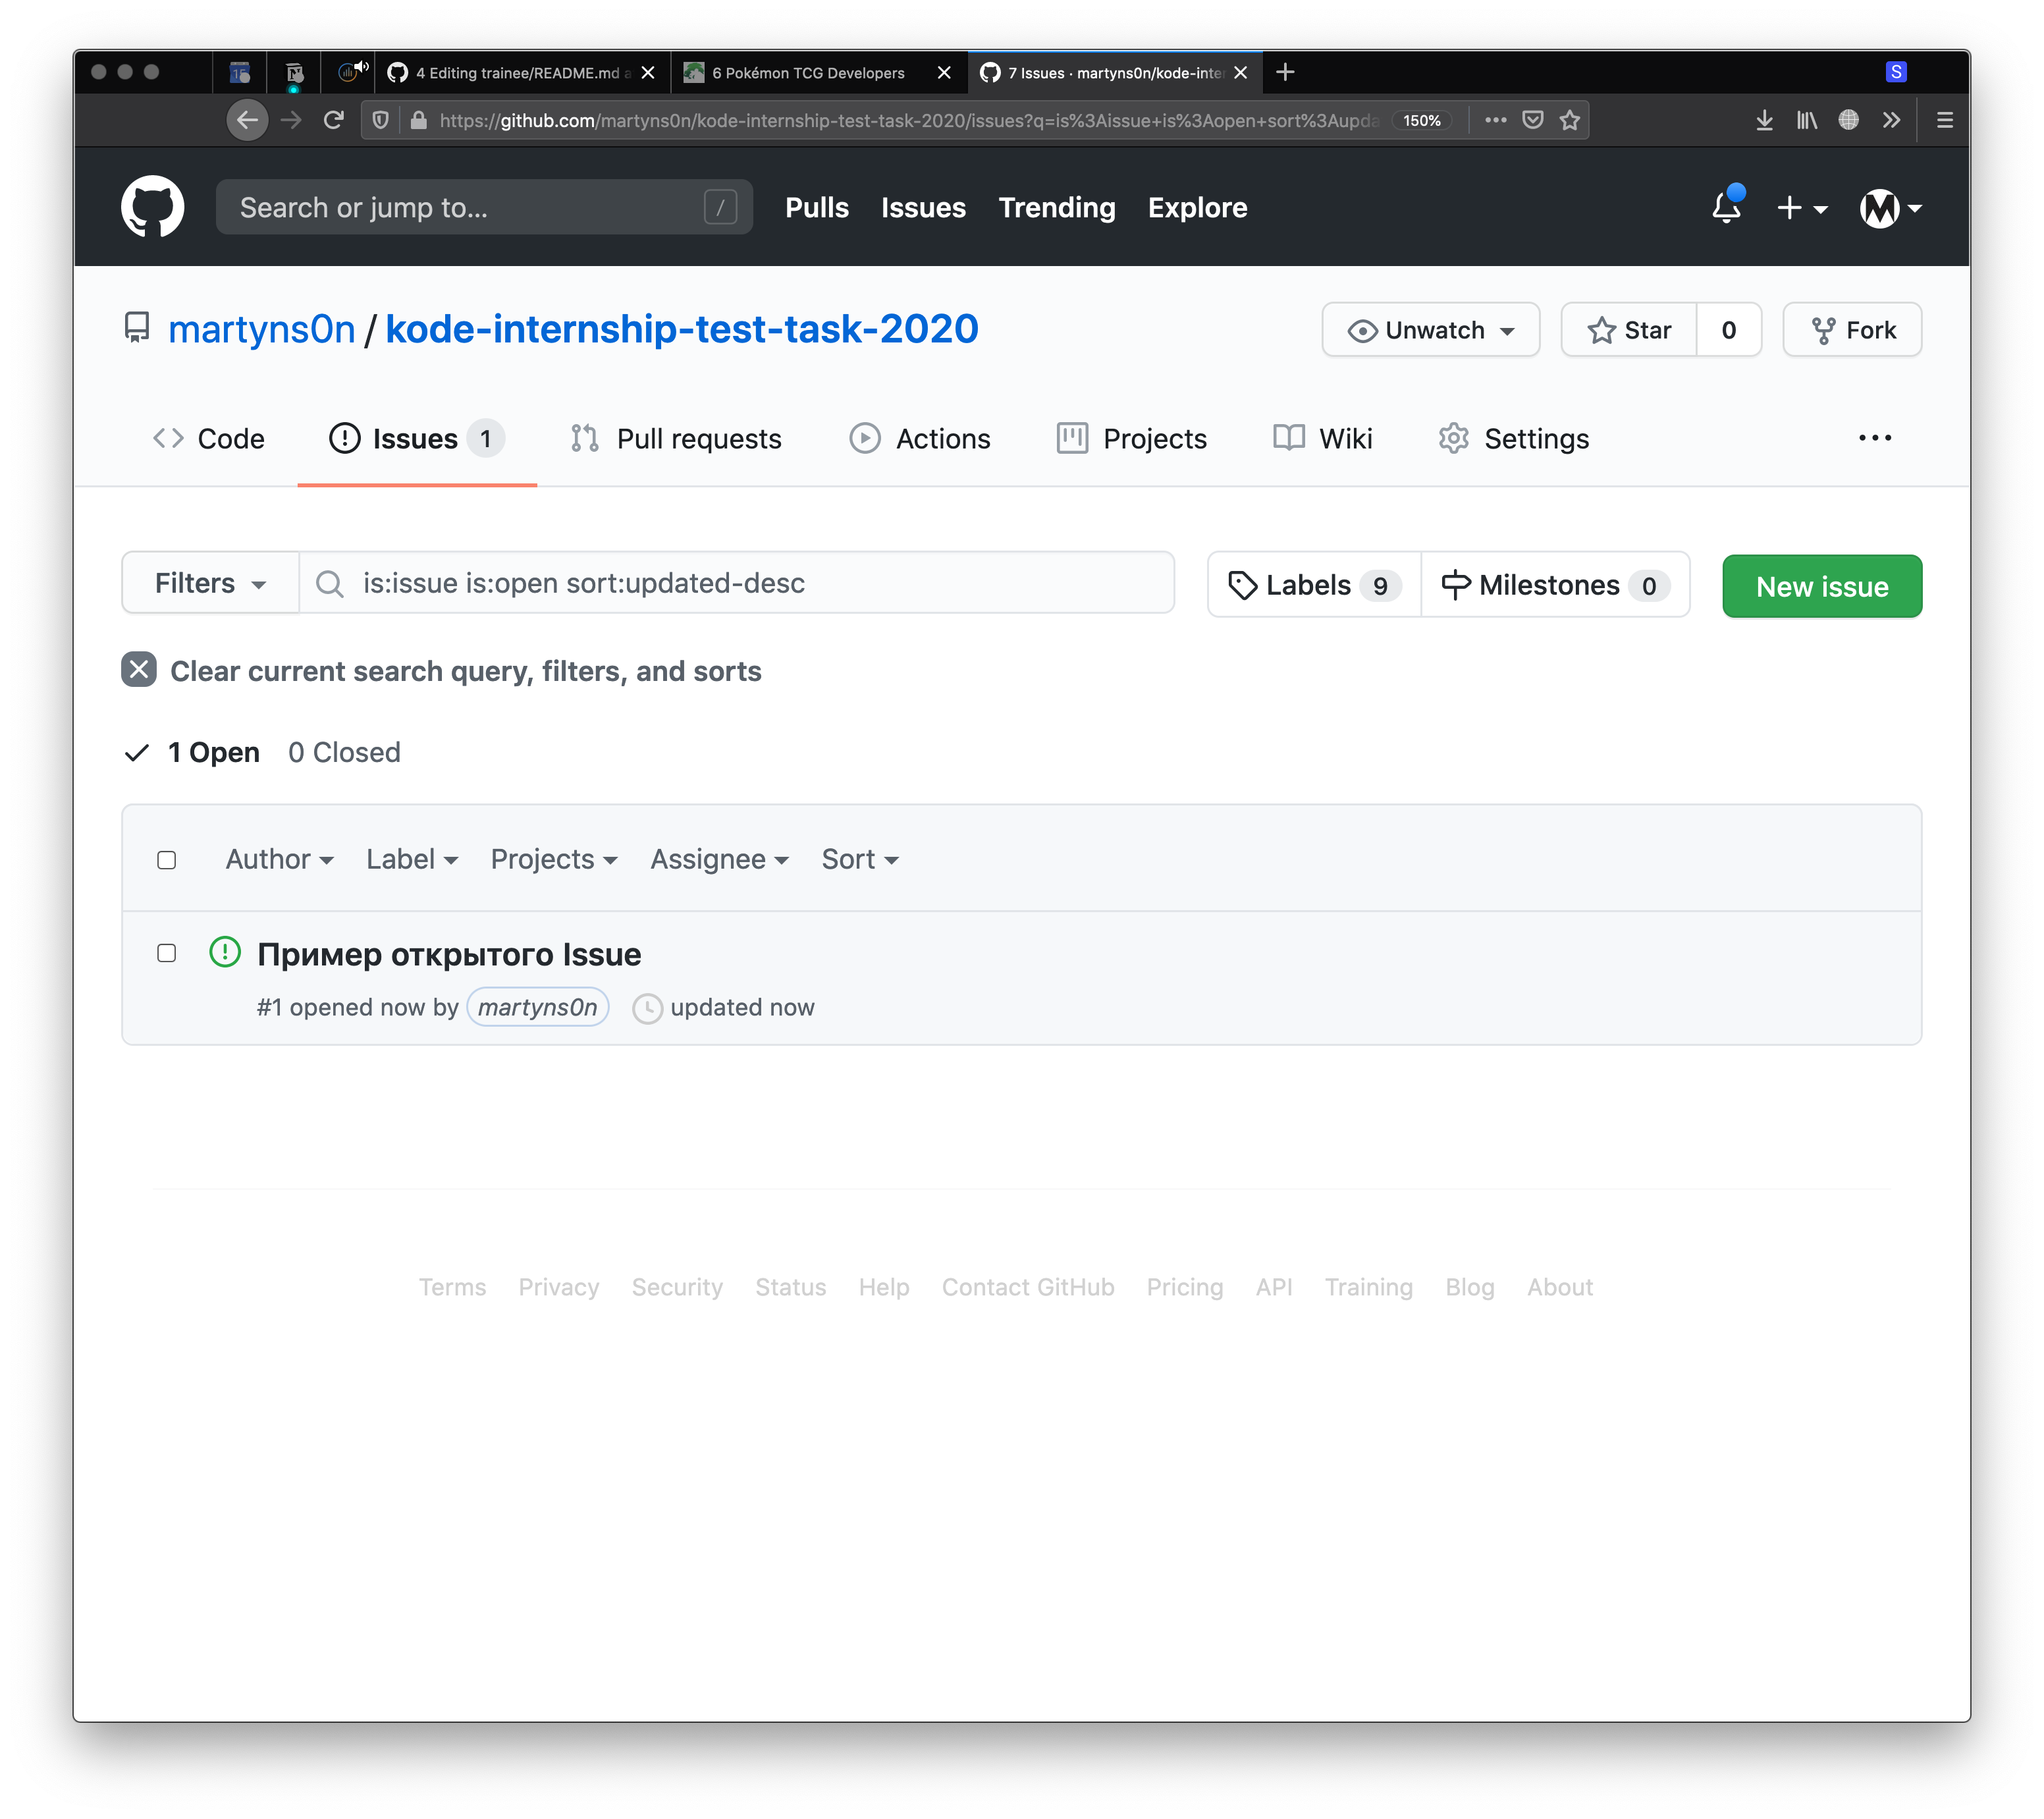 4 Editing trainee/README.md
6 Pokémon TCG Developers
7 Issues · martyns0n/kode-inter
https://github.com/martyns0n/kode-internship-test-task-2020/issues?q=is%3Aissue+is%3Aopen+sort%3Aupda
150%
S
Search or jump to...
/
Pulls
Issues
Trending
Explore
martyns0n / kode-internship-test-task-2020
Unwatch
Star
0
Fork
Code
Issues 1
Pull requests
Actions
Projects
Wiki
Settings
Filters
is:issue is:open sort:updated-desc
Labels 9
Milestones 0
New issue
Clear current search query, filters, and sorts
1 Open
0 Closed
Author
Label
Projects
Assignee
Sort
Пример открытого Issue
#1 opened now by martyns0n
updated now
Terms
Privacy
Security
Status
Help
Contact GitHub
Pricing
API
Training
Blog
About